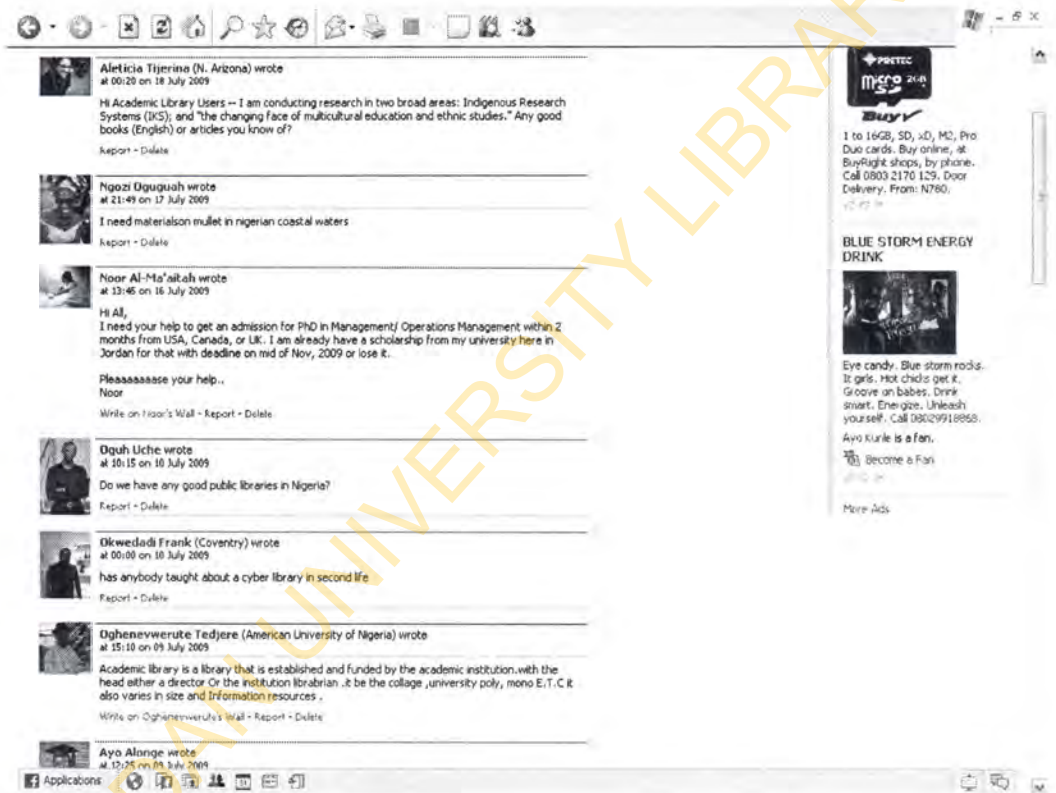 Aleticia Tijerina (N. Arizona) wrote
at 00:20 on 18 July 2009
Hi Academic Library Users -- I am conducting research in two broad areas: Indigenous Research
Systems (IKS); and "the changing face of multicultural education and ethnic studies." Any good
books (English) or articles you know of?
Report - Delete
Ngozi Oguguah wrote
at 21:49 on 17 July 2009
I need materialson mullet in nigerian coastal waters
Report - Delete
Noor Al-Ma'aitah wrote
at 13:45 on 16 July 2009
Hi All,
I need your help to get an admission for PhD in Management/ Operations Management within 2
months from USA, Canada, or UK. I am already have a scholarship from my university here in
Jordan for that with deadline on mid of Nov, 2009 or lose it.
Pleaaaaaaase your help..
Noor
Write on Noor's Wall - Report - Delete
Oguh Uche wrote
at 10:15 on 10 July 2009
Do we have any good public libraries in Nigeria?
Report - Delete
Okwedadi Frank (Coventry) wrote
at 00:00 on 10 July 2009
has anybody taught about a cyber library in second life
Report - Delete
Oghenevwerute Tedjere (American University of Nigeria) wrote
at 15:10 on 09 July 2009
Academic library is a library that is established and funded by the academic institution.with the
head either a director Or the institution librabrian .it be the collage ,university poly, mono E.T.C it
also varies in size and Information resources .
Write on Oghenevwerute's Wall - Report - Delete
Ayo Alonge wrote
at 12:25 on 09 July 2009
PRETEC
micro 2GB
SD
Buy
1 to 16GB, SD, xD, M2, Pro
Duo cards. Buy online, at
BuyRight shops, by phone.
Call 0803 2170 129. Door
Delivery. From: N780.
BLUE STORM ENERGY
DRINK
Eye candy. Blue storm rocks.
It girls. Hot chicks get it.
Groove on babes. Drink
smart. Energize. Unleash
yourself. Call 08029918868.
Ayo Kunle is a fan.
Become a Fan
More Ads
Applications
UNIVERSITY LIBRAR